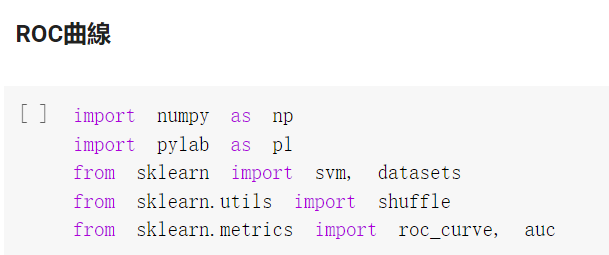 ROC曲線
[ ] import numpy as np
import pylab as pl
from sklearn import svm, datasets
from sklearn.utils import shuffle
from sklearn.metrics import roc_curve, auc